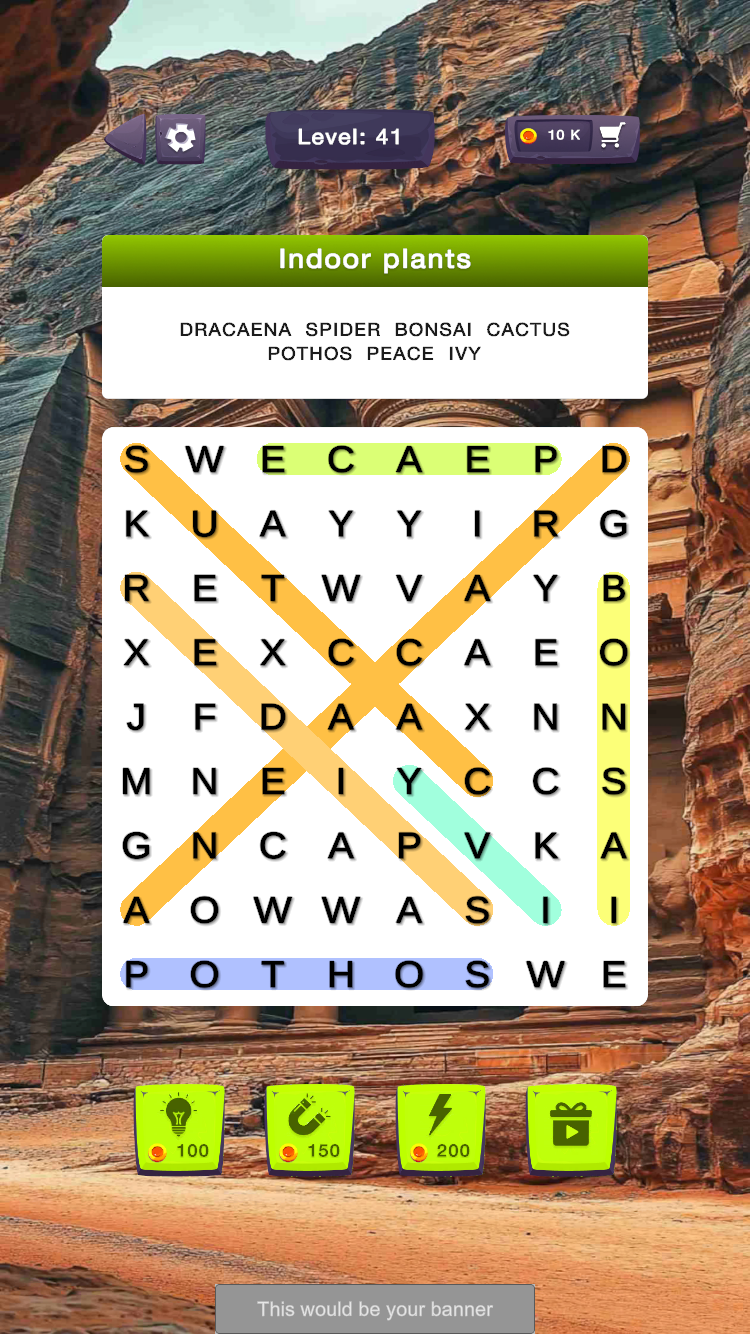 Level: 41
10 K
Indoor plants
DRACAENA SPIDER BONSAI CACTUS
POTHOS PEACE IVY
S W E C A E P D
K U A Y Y I R G
R E T W V A Y B
X E X C C A E O
J F D A A X N N
M N E I Y C C S
G N C A P V K A
A O W W A S I I
P O T H O S W E
100 150 200
This would be your banner